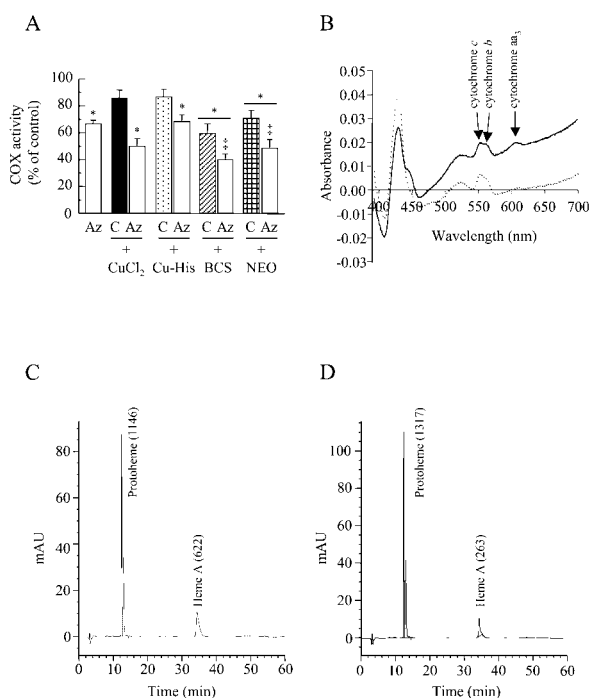 A
COX activity
(% of control)
100
80
60
40
20
0
* * * * ‡ * ‡
Az C Az C Az C Az C Az
+ + + +
CuCl2 Cu-His BCS NEO
B
cytochrome c
cytochrome b
cytochrome aa3
Absorbance
0.05
0.04
0.03
0.02
0.01
0.00
-0.01
-0.02
-0.03
400 450 500 550 600 650 700
Wavelength (nm)
C
mAU
80
60
40
20
0
Protoheme (1146)
Heme A (622)
0 10 20 30 40 50 60
Time (min)
D
mAU
100
80
60
40
20
0
Protoheme (1317)
Heme A (263)
0 10 20 30 40 50 60
Time (min)